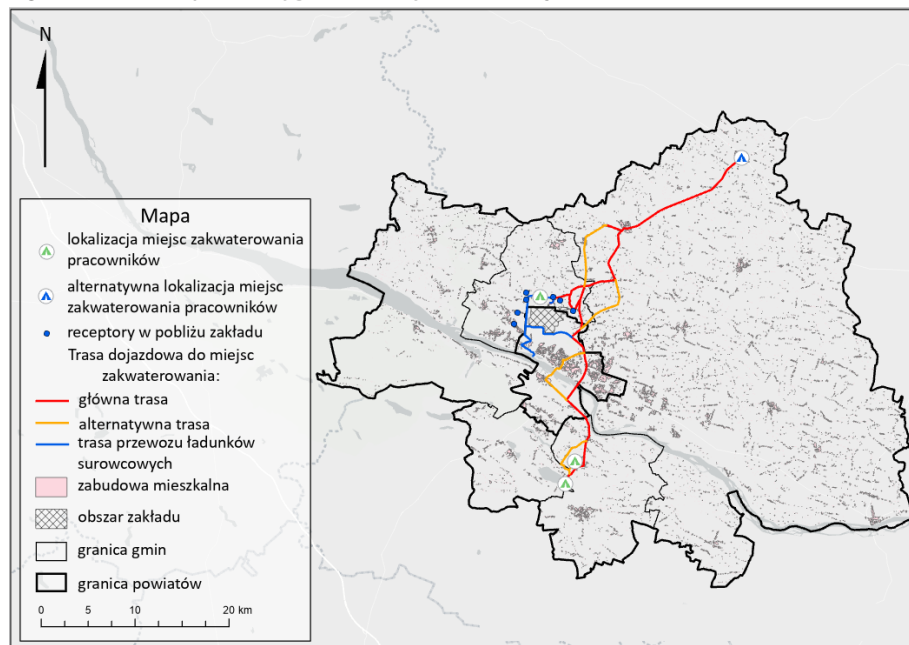 N
Mapa
lokalizacja miejsc zakwaterowania
pracowników
alternatywna lokalizacja miejsc
zakwaterowania pracowników
receptory w pobliżu zakładu
Trasa dojazdowa do miejsc
zakwaterowania:
główna trasa
alternatywna trasa
trasa przewozu ładunków
surowcowych
zabudowa mieszkalna
obszar zakładu
granica gmin
granica powiatów
0 5 10 20 km